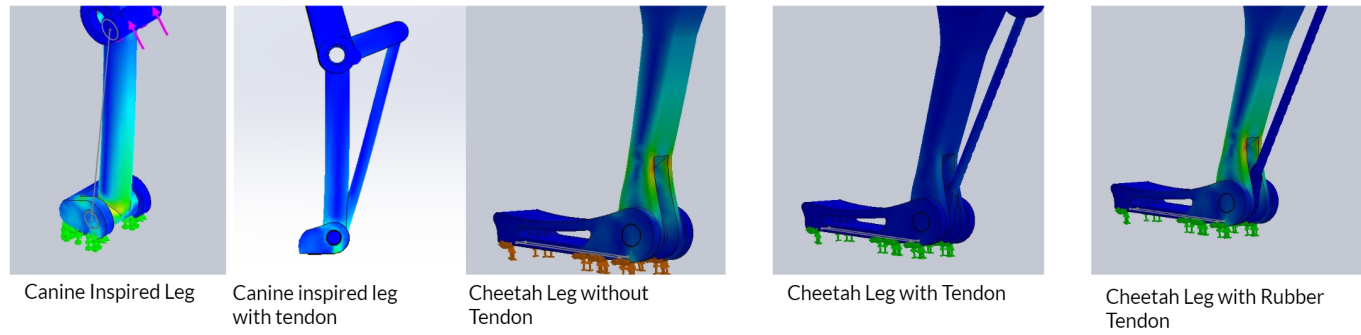 Canine Inspired Leg
Canine inspired leg
with tendon
Cheetah Leg without
Tendon
Cheetah Leg with Tendon
Cheetah Leg with Rubber
Tendon